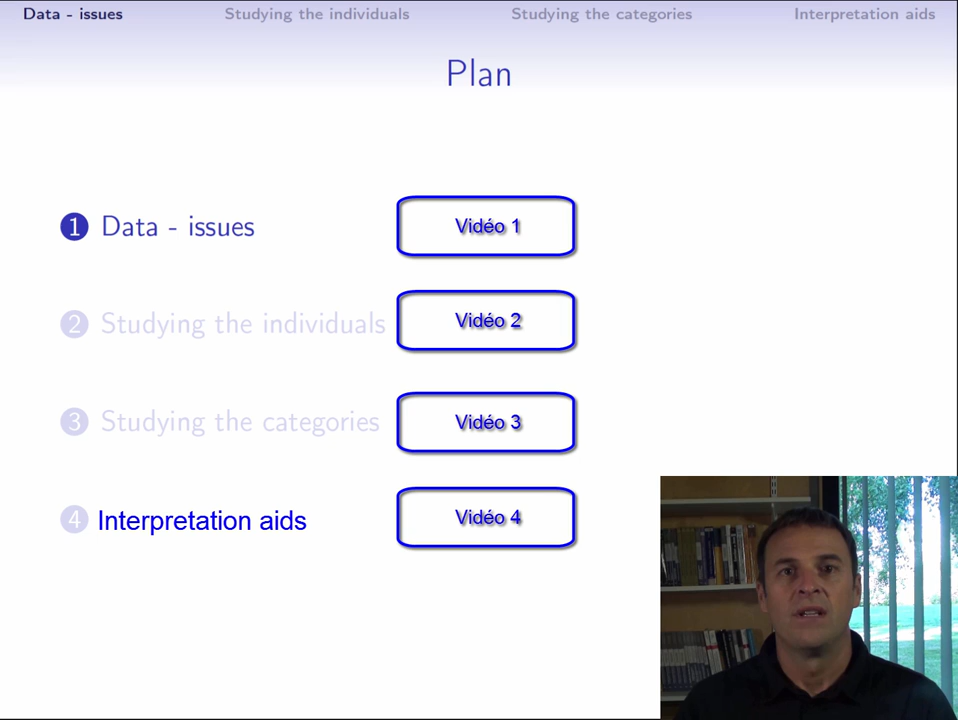 Data - issues Studying the individuals Studying the categories Interpretation aids
Plan
1 Data - issues Vidéo 1
2 Studying the individuals Vidéo 2
3 Studying the categories Vidéo 3
4 Interpretation aids Vidéo 4